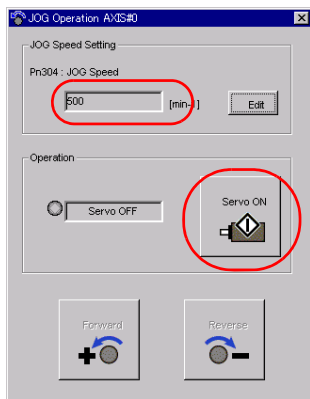 JOG Operation AXIS#0
JOG Speed Setting
Pn304 : JOG Speed
500 [min-1] Edit
Operation
Servo OFF
Servo ON
Forward Reverse